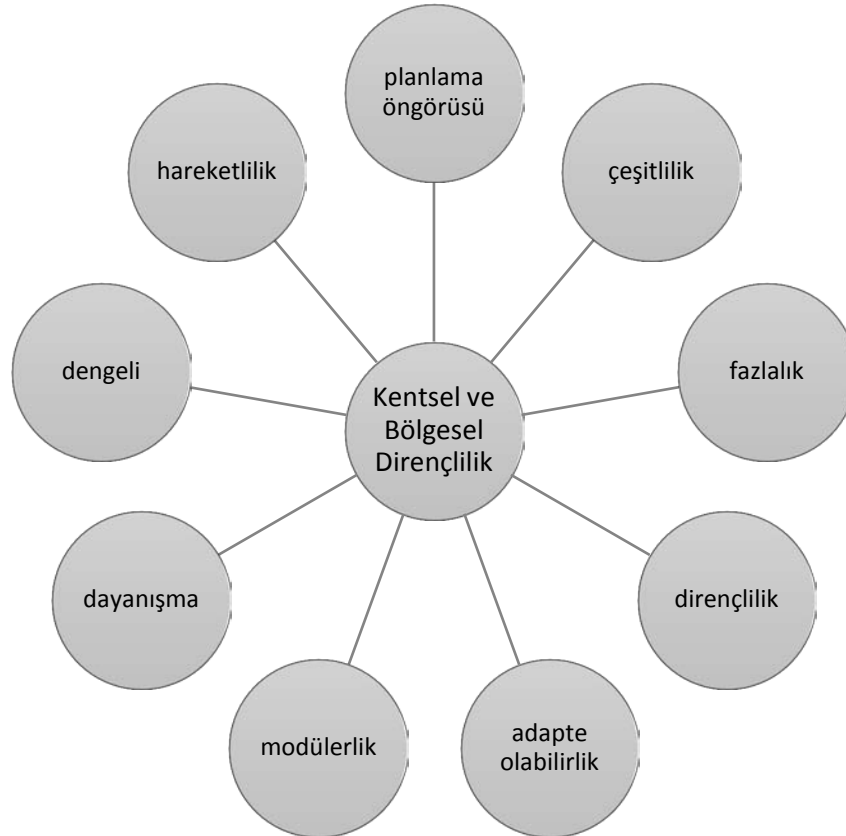 planlama
öngörüsü
hareketlilik
çeşitlilik
dengeli
fazlalık
Kentsel ve
Bölgesel
Dirençlilik
dayanışma
dirençlilik
modülerlik
adapte
olabilirlik